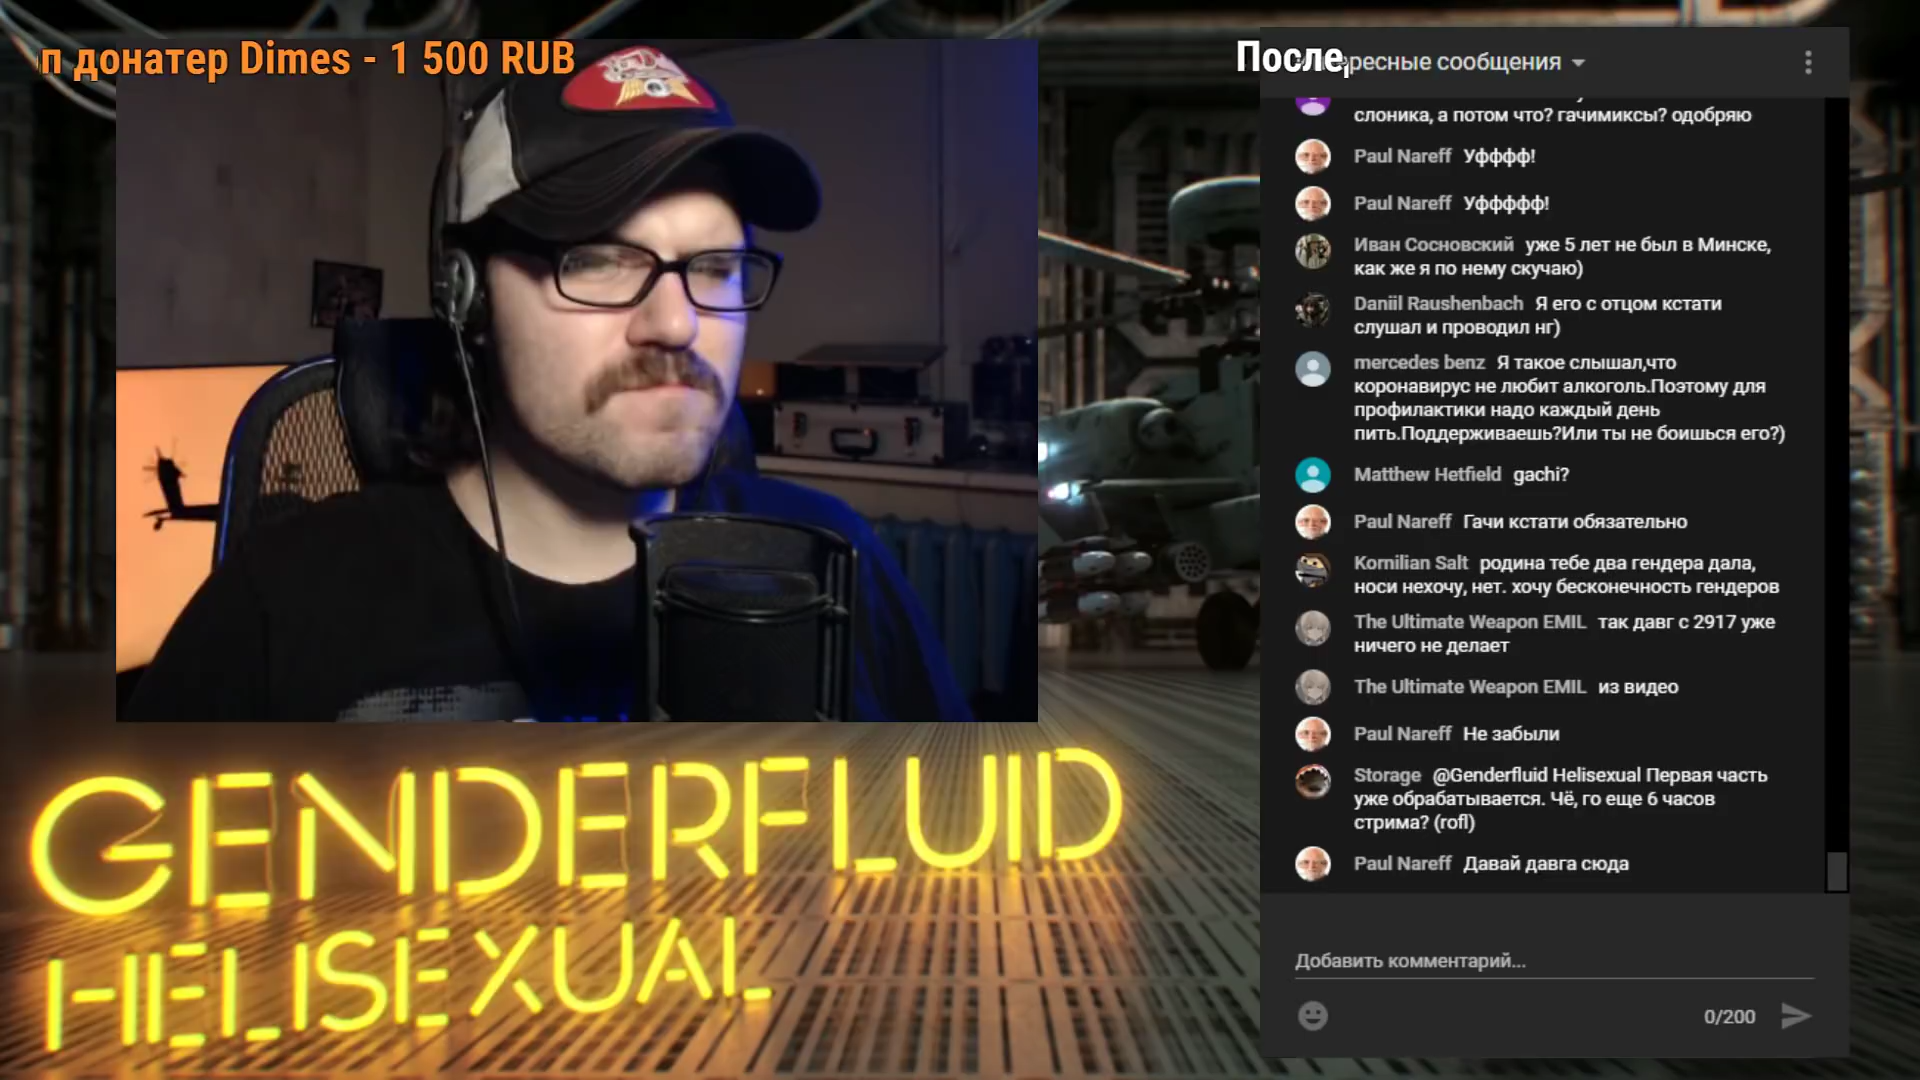 п донатер Dimes - 1 500 RUB
После,
ресные сообщения
слоника, а потом что? гачимиксы? одобряю
Paul Nareff Уфффф!
Paul Nareff Уффффф!
Иван Сосновский уже 5 лет не был в Минске,
как же я по нему скучаю)
Daniil Raushenbach Я его с отцом кстати
слушал и проводил нг)
mercedes benz Я такое слышал,что
коронавирус не любит алкоголь.Поэтому для
профилактики надо каждый день
пить.Поддерживаешь?Или ты не боишься его?)
Matthew Hetfield gachi?
Paul Nareff Гачи кстати обязательно
Kornilian Salt родина тебе два гендера дала,
носи нехочу, нет. хочу бесконечность гендеров
The Ultimate Weapon EMIL так давг с 2917 уже
ничего не делает
The Ultimate Weapon EMIL из видео
Paul Nareff Не забыли
Storage @Genderfluid Helisexual Первая часть
уже обрабатывается. Чё, го еще 6 часов
стрима? (rofl)
Paul Nareff Давай давга сюда
Добавить комментарий...
0/200
GENDERFLUID
HELISEXUAL